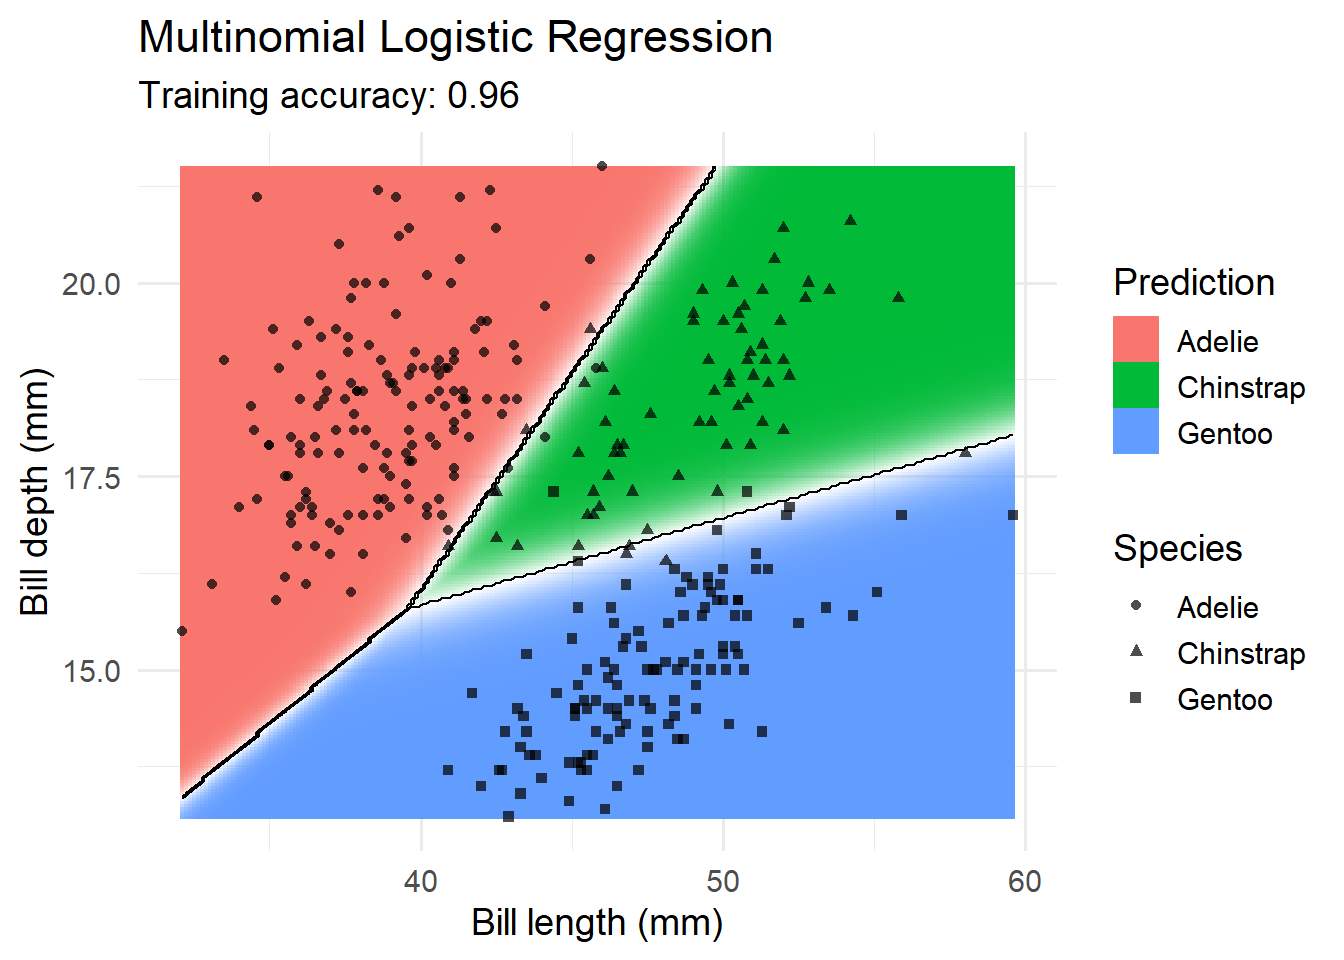 Multinomial Logistic Regression
Training accuracy: 0.96
Bill depth (mm)
20.0
17.5
15.0
40 50 60
Bill length (mm)
Prediction
Adelie
Chinstrap
Gentoo
Species
Adelie
Chinstrap
Gentoo